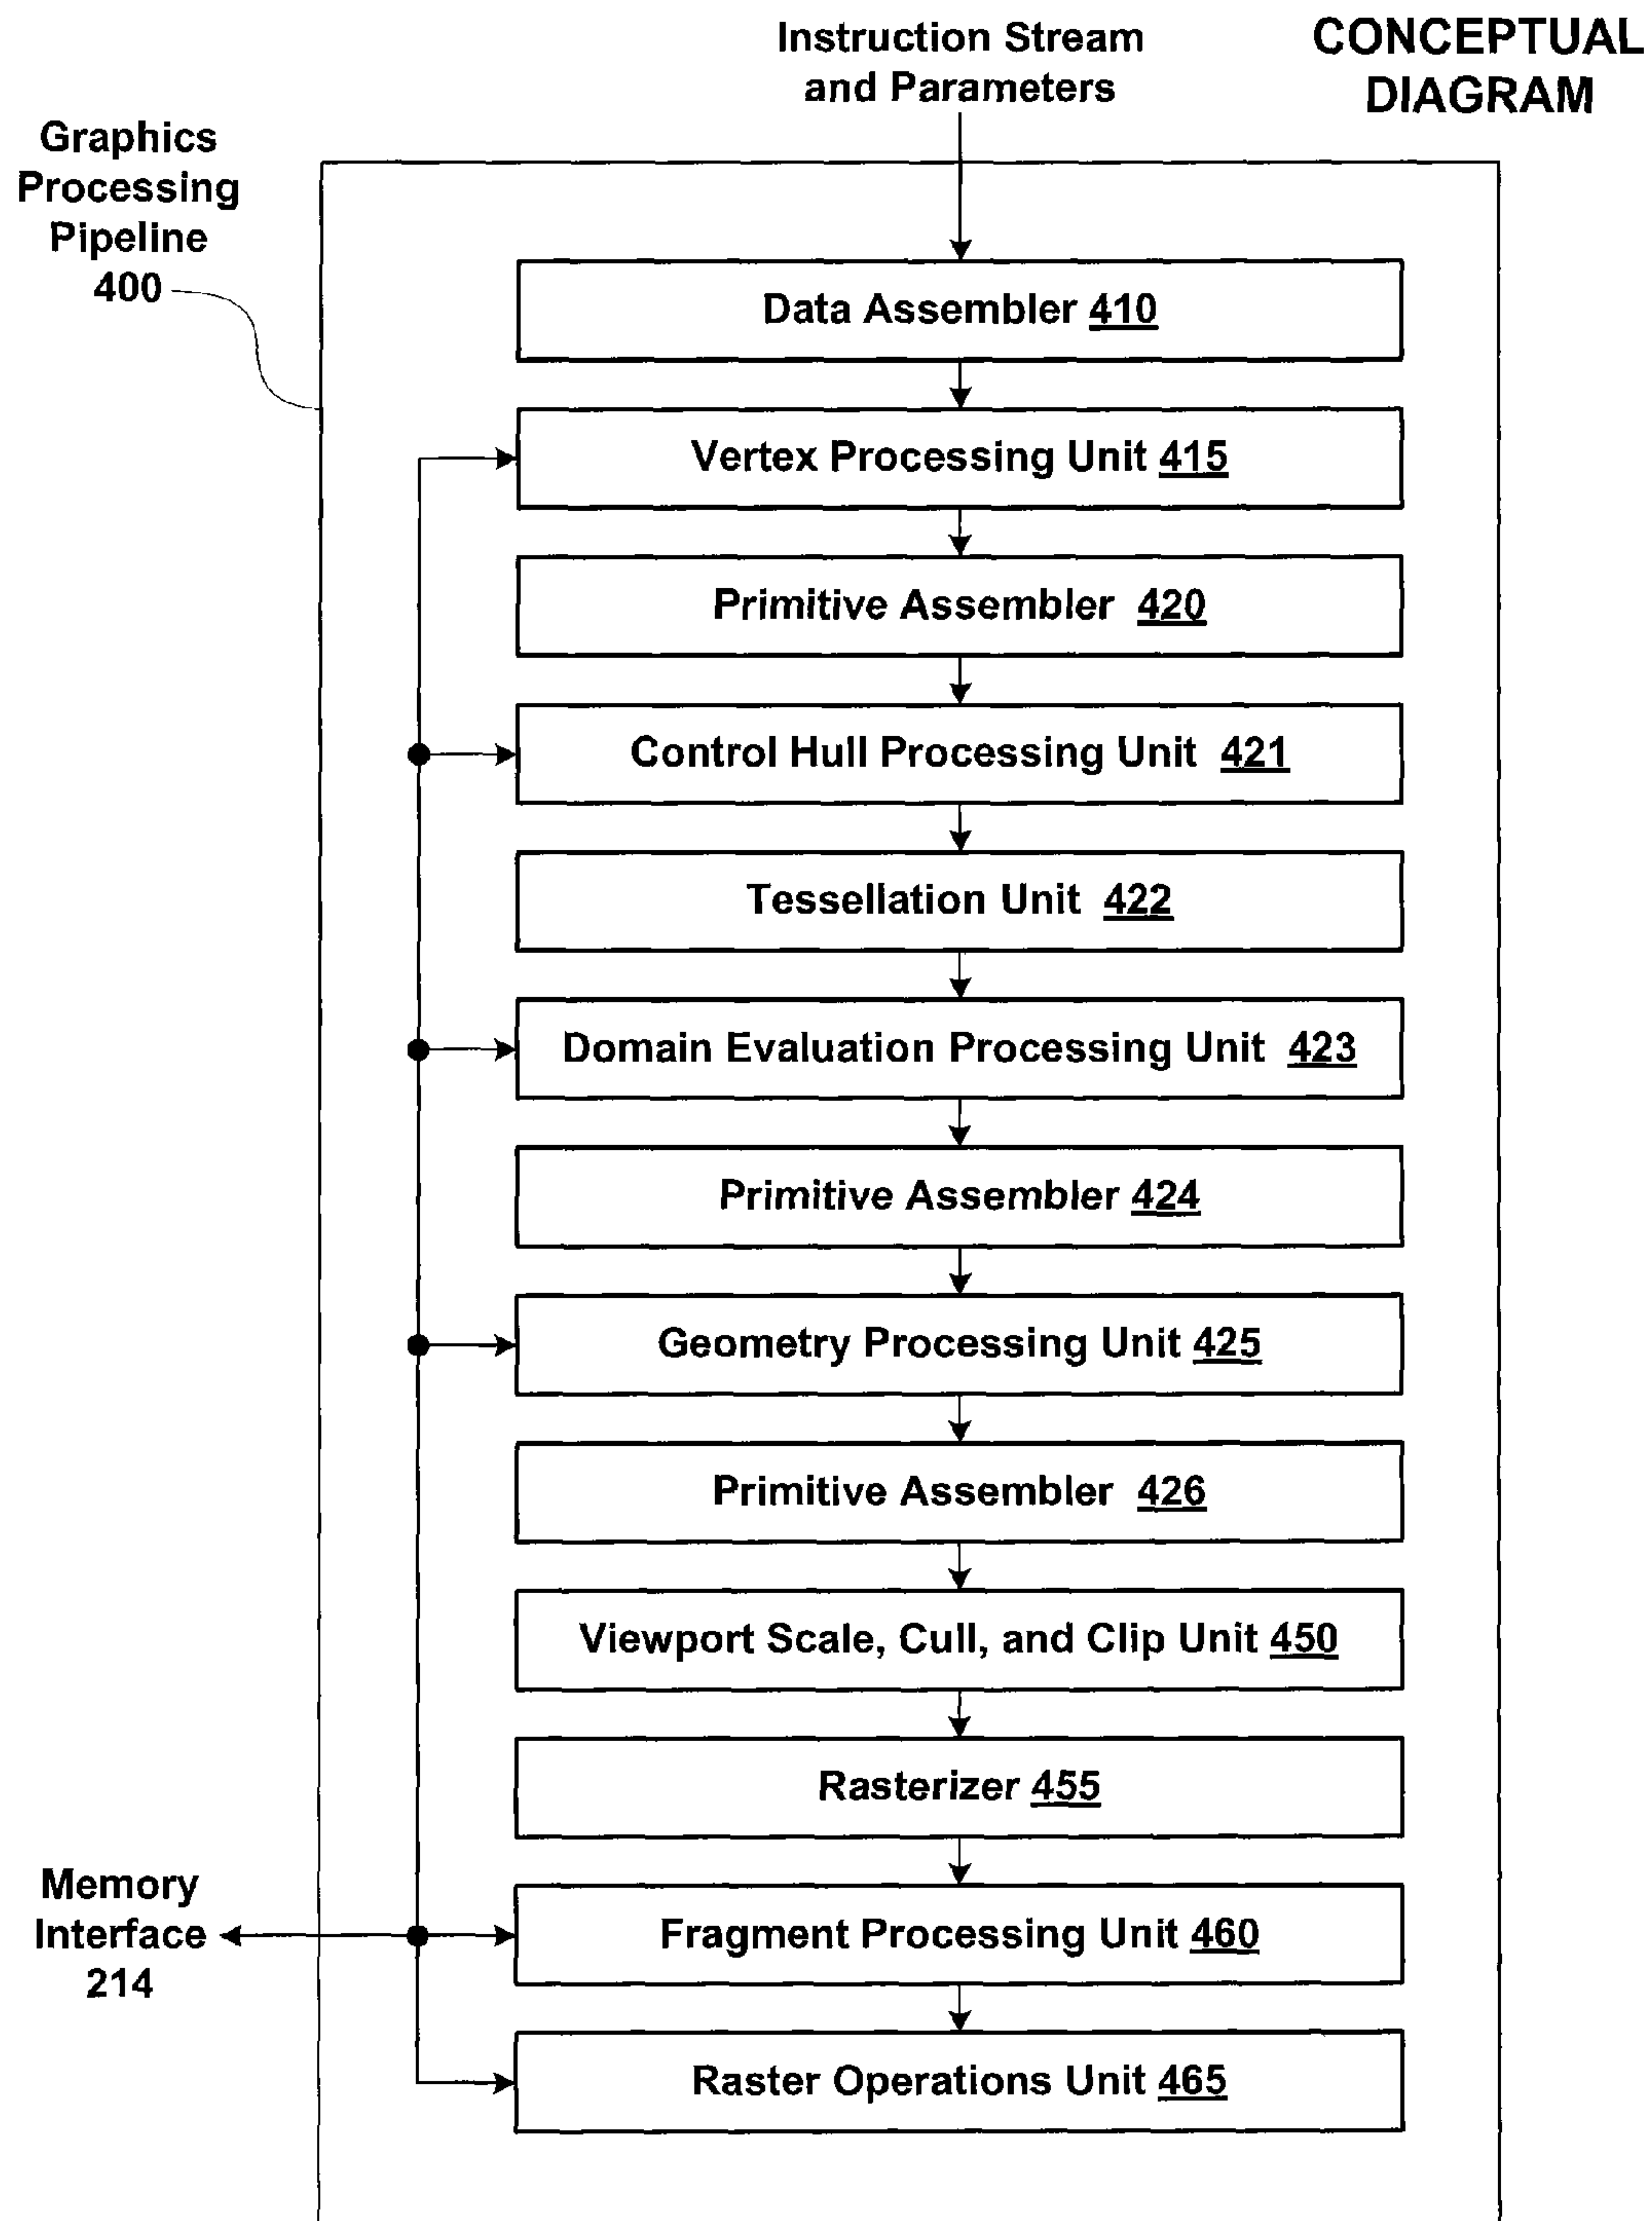 Instruction Stream
and Parameters
CONCEPTUAL
DIAGRAM
Graphics
Processing
Pipeline
400
Data Assembler 410
Vertex Processing Unit 415
Primitive Assembler 420
Control Hull Processing Unit 421
Tessellation Unit 422
Domain Evaluation Processing Unit 423
Primitive Assembler 424
Geometry Processing Unit 425
Primitive Assembler 426
Viewport Scale, Cull, and Clip Unit 450
Rasterizer 455
Memory
Interface
214
Fragment Processing Unit 460
Raster Operations Unit 465